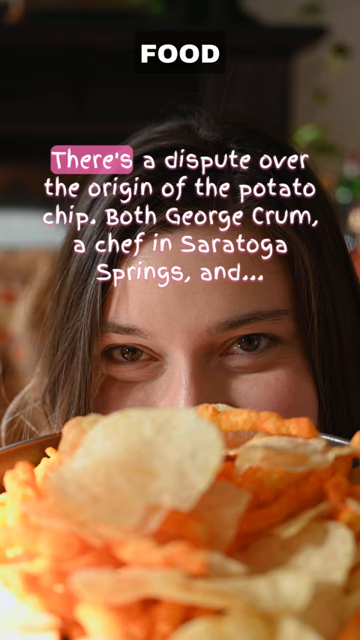 FOOD
There's a dispute over
the origin of the potato
chip. Both George Crum,
a chef in Saratoga
Springs, and...